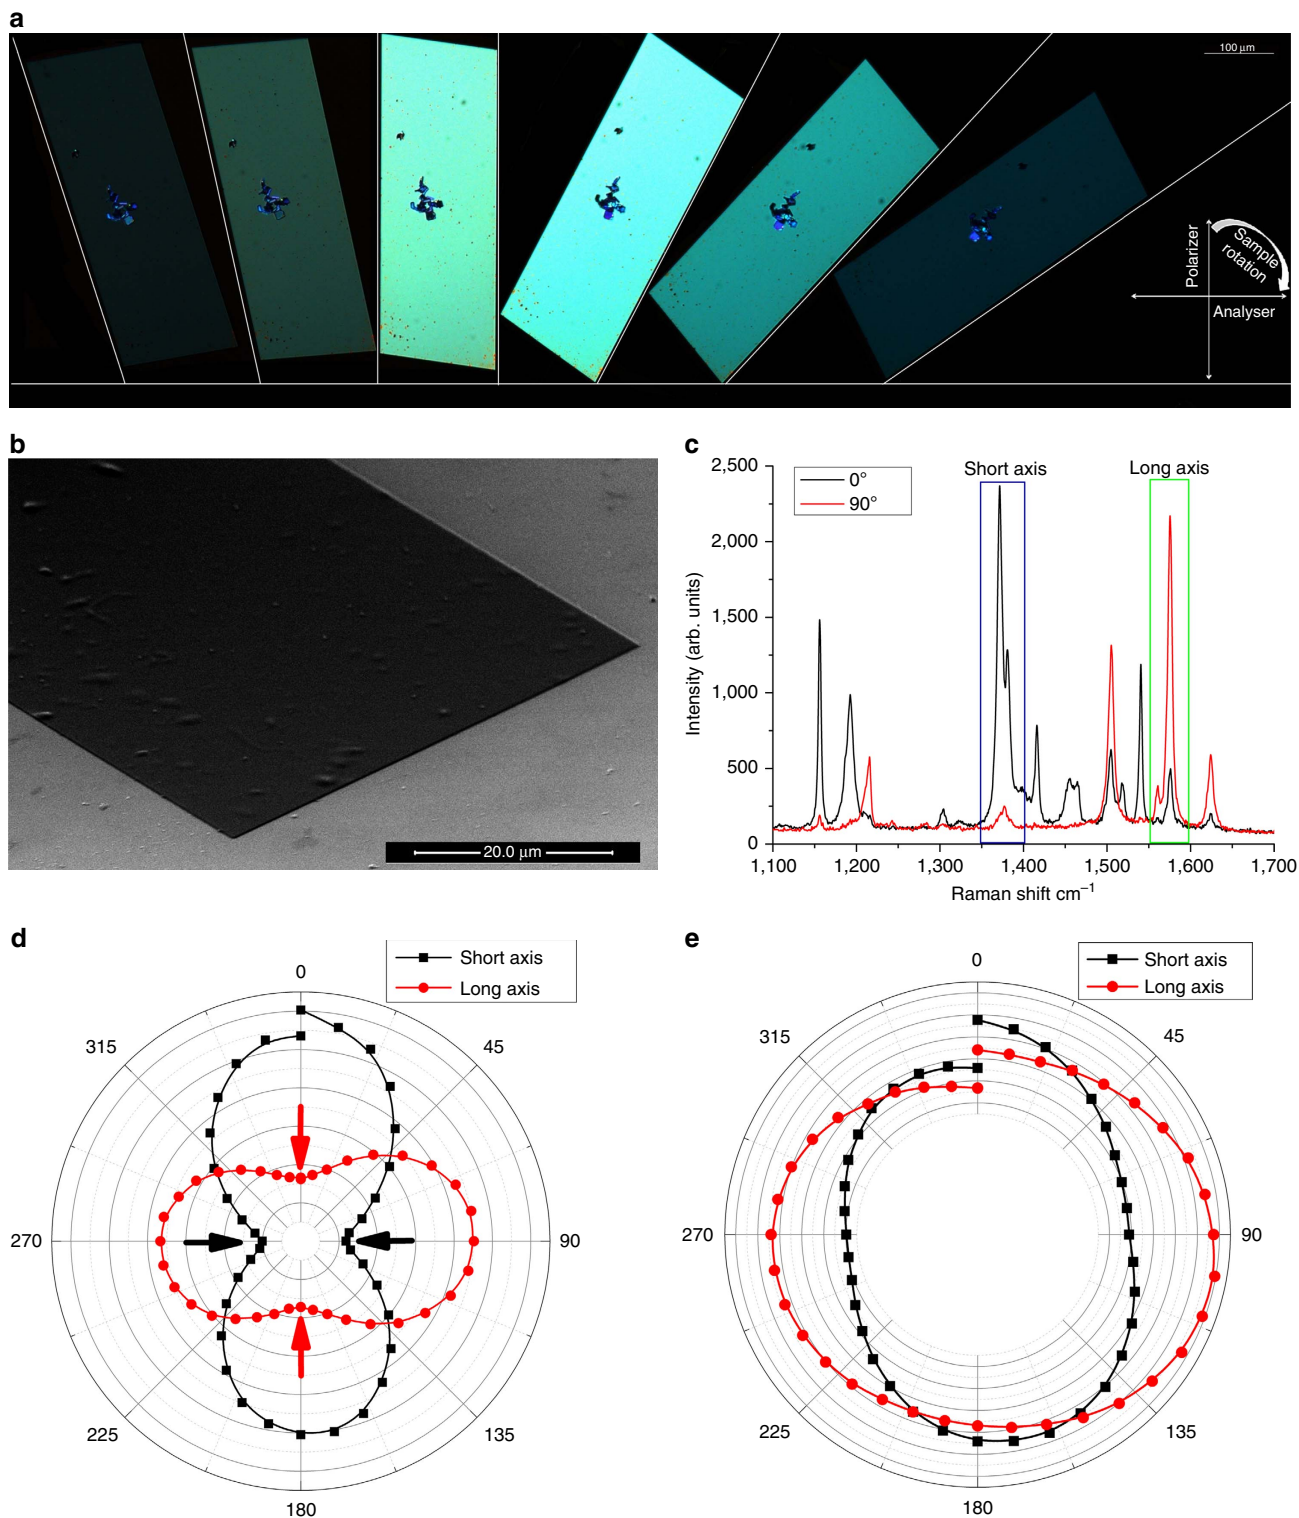 a
100 µm
Polarizer
Sample
rotation
Analyser
b
20.0 µm
c
Short axis
Long axis
0°
90°
2,500
2,000
1,500
1,000
500
0
Intensity (arb. units)
1,100
1,200
1,300
1,400
1,500
1,600
1,700
Raman shift cm⁻¹
d
Short axis
Long axis
0
45
90
135
180
225
270
315
e
Short axis
Long axis
0
45
90
135
180
225
270
315